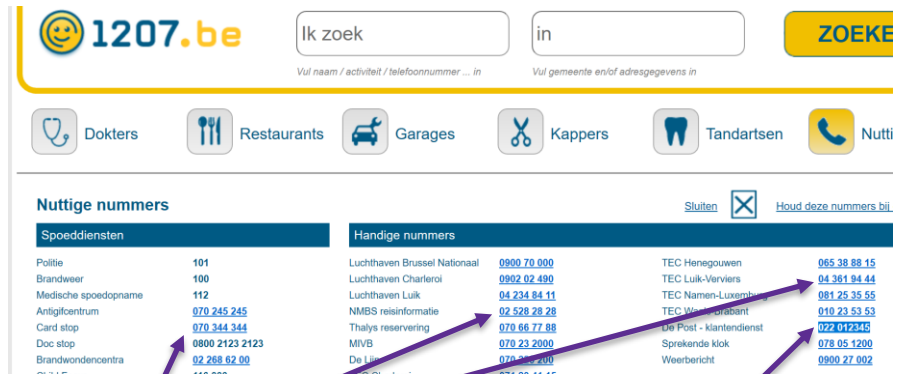 1207.be
Ik zoek
in
ZOEKE
Vul naam / activiteit / telefoonnummer ... in
Vul gemeente en/of adresgegevens in
Dokters
Restaurants
Garages
Kappers
Tandartsen
Nutti
Nuttige nummers
Sluiten
Houd deze nummers bij
Spoeddiensten
Handige nummers
Politie 101
Brandweer 100
Medische spoedopname 112
Antigifcentrum 070 245 245
Card stop 070 344 344
Doc stop 0800 2123 2123
Brandwondencentra 02 268 62 00
Luchthaven Brussel Nationaal 0900 70 000
Luchthaven Charleroi 0902 02 490
Luchthaven Luik 04 234 84 11
NMBS reisinformatie 02 528 28 28
Thalys reservering 070 66 77 88
MIVB 070 23 2000
De Lijn 200
TEC Henegouwen 065 38 88 15
TEC Luik-Verviers 04 361 94 44
TEC Namen-Luxemburg 081 25 35 55
TEC Brabant 010 23 53 53
De Post - klantendienst 022 012345
Sprekende klok 078 05 1200
Weerbericht 0900 27 002